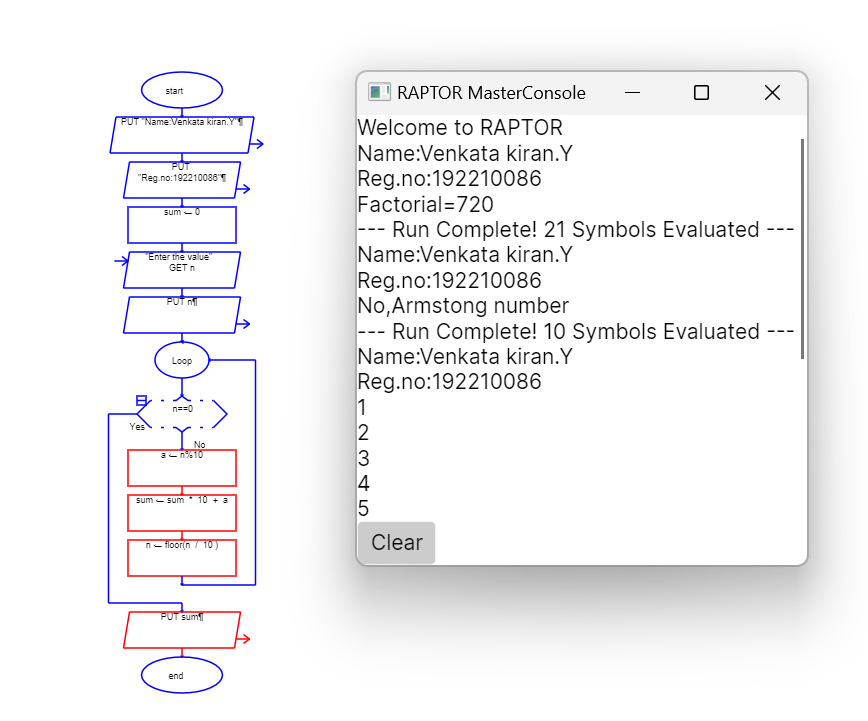 start
PUT "Name:Venkata kiran.Y"¶
PUT
"Reg.no:192210086"¶
sum ← 0
"Enter the value"
GET n
PUT n¶
Loop
n==0
Yes
No
a ← n%10
sum ← sum * 10 + a
n ← floor(n / 10 )
PUT sum¶
end
RAPTOR MasterConsole
Welcome to RAPTOR
Name:Venkata kiran.Y
Reg.no:192210086
Factorial=720
--- Run Complete! 21 Symbols Evaluated ---
Name:Venkata kiran.Y
Reg.no:192210086
No,Armstong number
--- Run Complete! 10 Symbols Evaluated ---
Name:Venkata kiran.Y
Reg.no:192210086
1
2
3
4
5
Clear